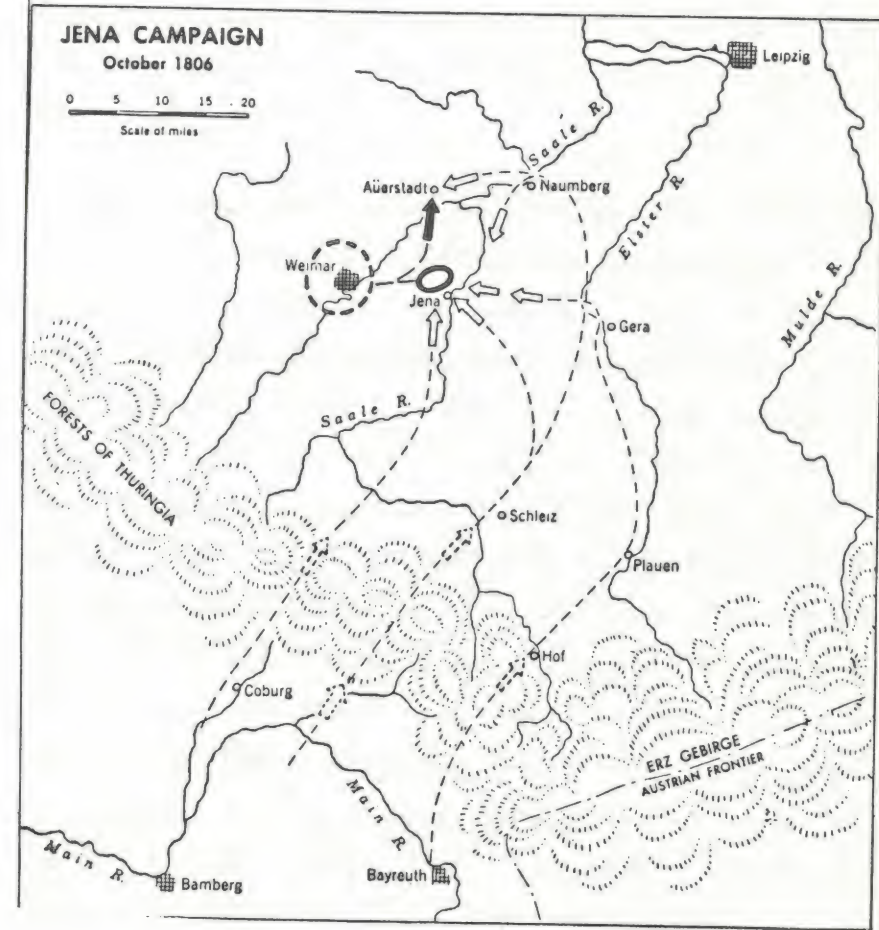 JENA CAMPAIGN
October 1806
0 5 10 15 20
Scale of miles
Leipzig
Saale R.
Aüerstadt
Naumberg
Elster R.
Weimar
Jena
Gera
Mulde R.
Saale R.
FORESTS OF THURINGIA
Schleiz
Plauen
Hof
Coburg
ERZ GEBIRGE
AUSTRIAN FRONTIER
Main R.
Main R.
Bayreuth
Bamberg